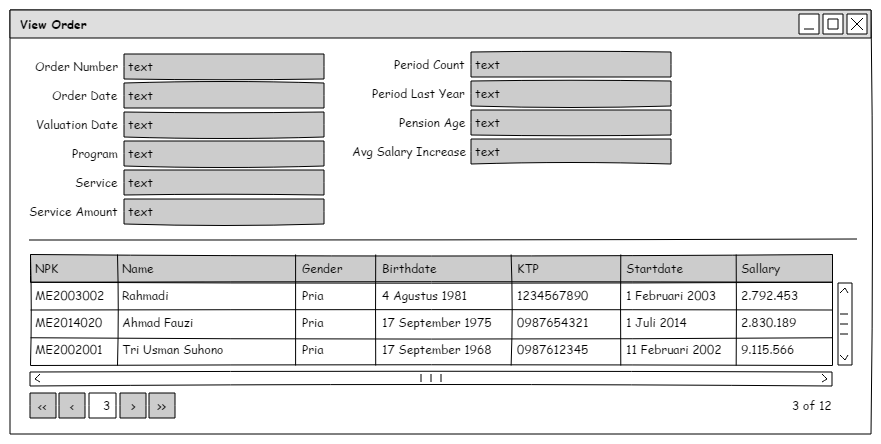 View Order
Order Number text
Order Date text
Valuation Date text
Program text
Service text
Service Amount text
Period Count text
Period Last Year text
Pension Age text
Avg Salary Increase text
NPK Name Gender Birthdate KTP Startdate Sallary
ME2003002 Rahmadi Pria 4 Agustus 1981 1234567890 1 Februari 2003 2.792.453
ME2014020 Ahmad Fauzi Pria 17 September 1975 0987654321 1 Juli 2014 2.830.189
ME2002001 Tri Usman Suhono Pria 17 September 1968 0987612345 11 Februari 2002 9.115.566
<< < 3 > >> 3 of 12